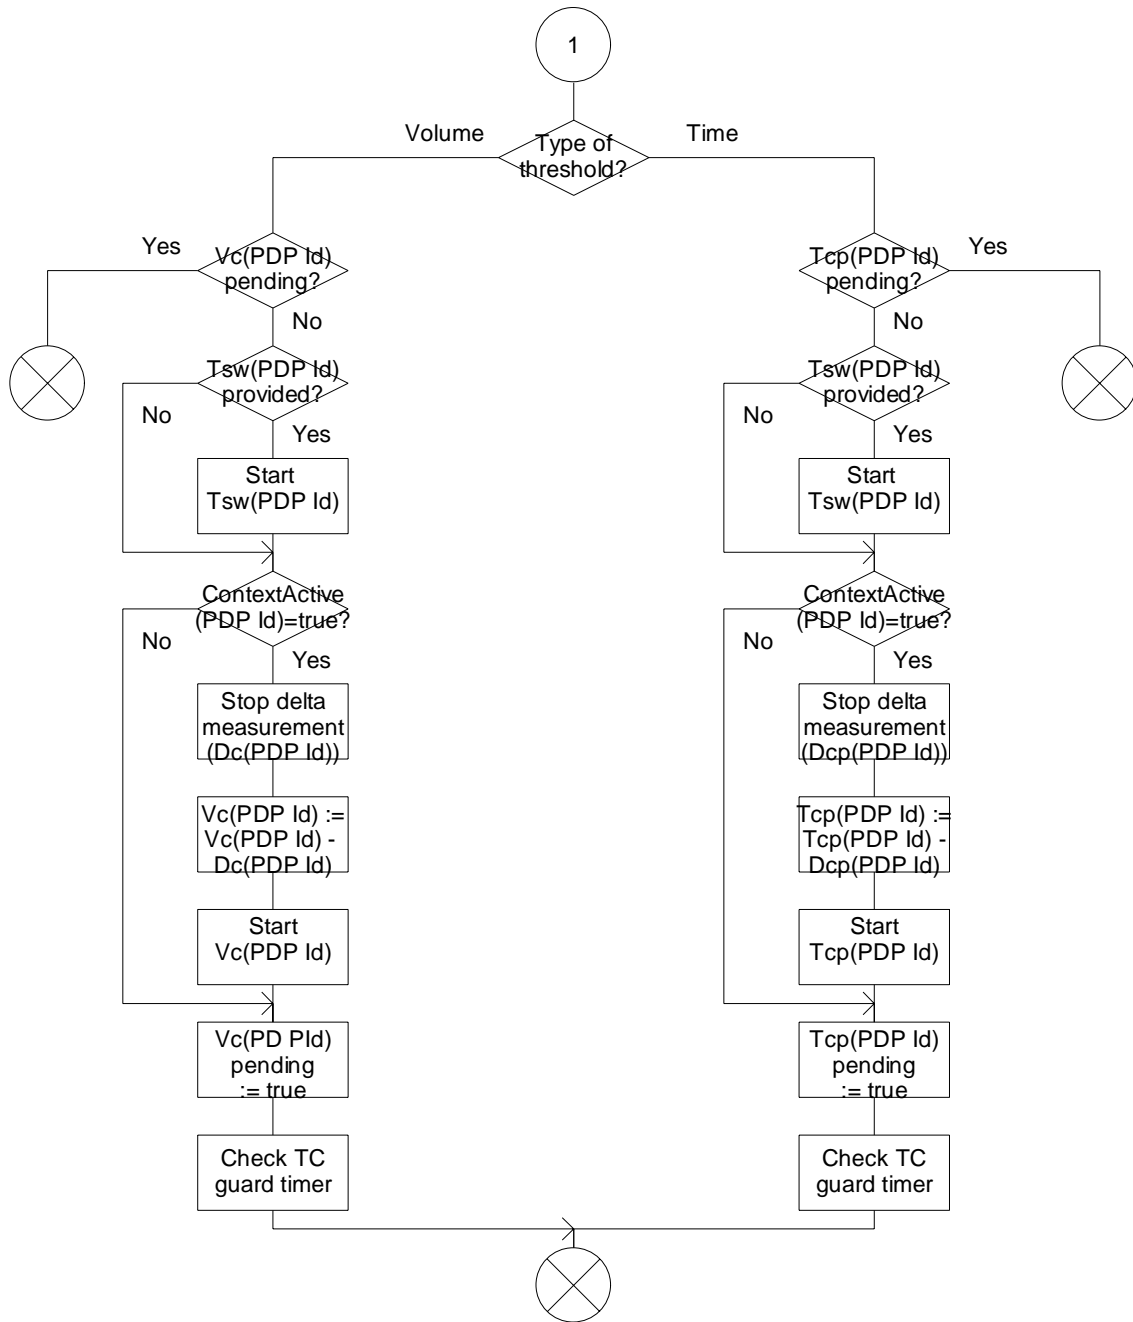 1
Volume
Type of
threshold?
Time
Yes
Vc(PDP Id)
pending?
No
Tcp(PDP Id)
pending?
Yes
No
Tsw(PDP Id)
provided?
No
Yes
Tsw(PDP Id)
provided?
No
Yes
Start
Tsw(PDP Id)
Start
Tsw(PDP Id)
ContextActive
(PDP Id)=true?
No
Yes
ContextActive
(PDP Id)=true?
No
Yes
Stop delta
measurement
(Dc(PDP Id))
Stop delta
measurement
(Dcp(PDP Id))
Vc(PDP Id) :=
Vc(PDP Id) -
Dc(PDP Id)
Tcp(PDP Id) :=
Tcp(PDP Id) -
Dcp(PDP Id)
Start
Vc(PDP Id)
Start
Tcp(PDP Id)
Vc(PD PId)
pending
:= true
Tcp(PDP Id)
pending
:= true
Check TC
guard timer
Check TC
guard timer